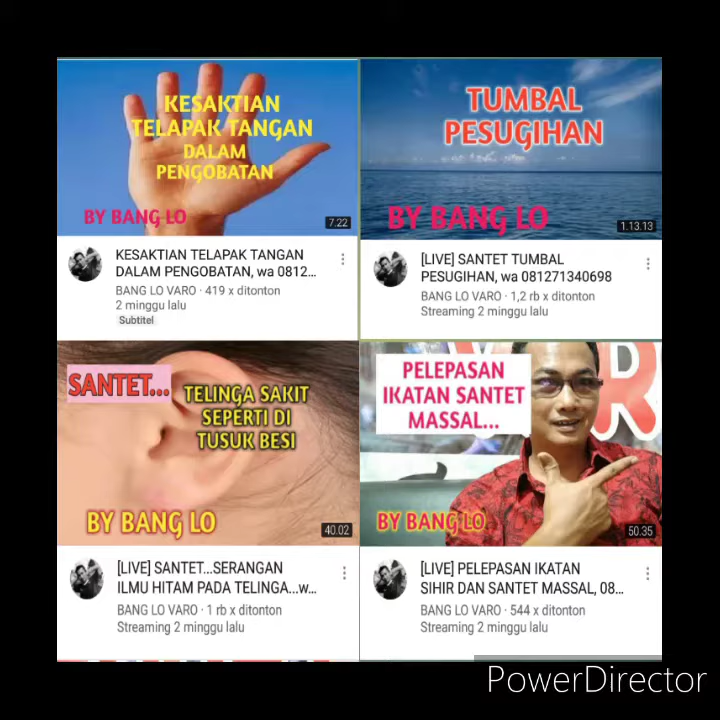 KESAKTIAN
TELAPAK TANGAN
DALAM
PENGOBATAN
BY BANG LO
7.22
KESAKTIAN TELAPAK TANGAN
DALAM PENGOBATAN, wa 0812...
BANG LO VARO · 419 x ditonton
2 minggu lalu
Subtitel
TUMBAL
PESUGIHAN
BY BANG LO
1.13.13
[LIVE] SANTET TUMBAL
PESUGIHAN, wa 081271340698
BANG LO VARO · 1,2 rb x ditonton
Streaming 2 minggu lalu
SANTET...
TELINGA SAKIT
SEPERTI DI
TUSUK BESI
BY BANG LO
40.02
[LIVE] SANTET...SERANGAN
ILMU HITAM PADA TELINGA...w...
BANG LO VARO · 1 rb x ditonton
Streaming 2 minggu lalu
PELEPASAN
IKATAN SANTET
MASSAL...
BY BANG LO
50.35
[LIVE] PELEPASAN IKATAN
SIHIR DAN SANTET MASSAL, 08...
BANG LO VARO · 544 x ditonton
Streaming 2 minggu lalu
PowerDirector